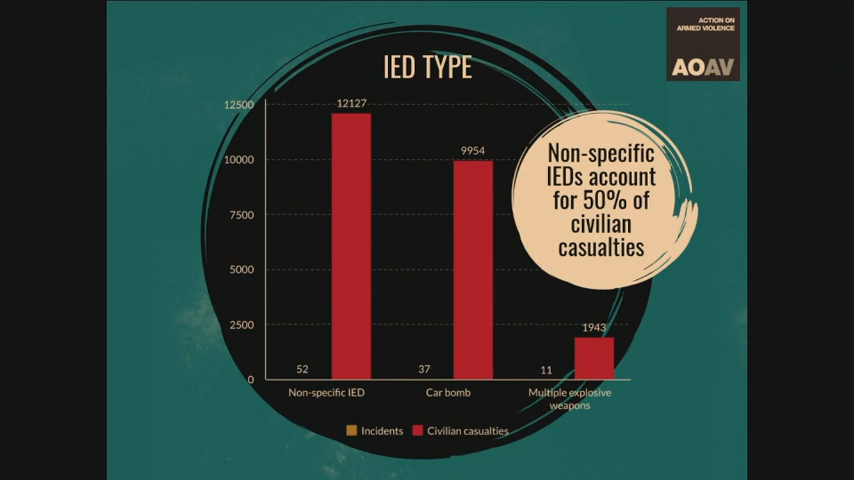 ACTION ON
ARMED VIOLENCE
AOAV
IED TYPE
12500
10000
7500
5000
2500
0
12127
9954
1943
52
37
11
Non-specific
IEDs account
for 50% of
civilian
casualties
Non-specific IED
Car bomb
Multiple explosive
weapons
Incidents
Civilian casualties